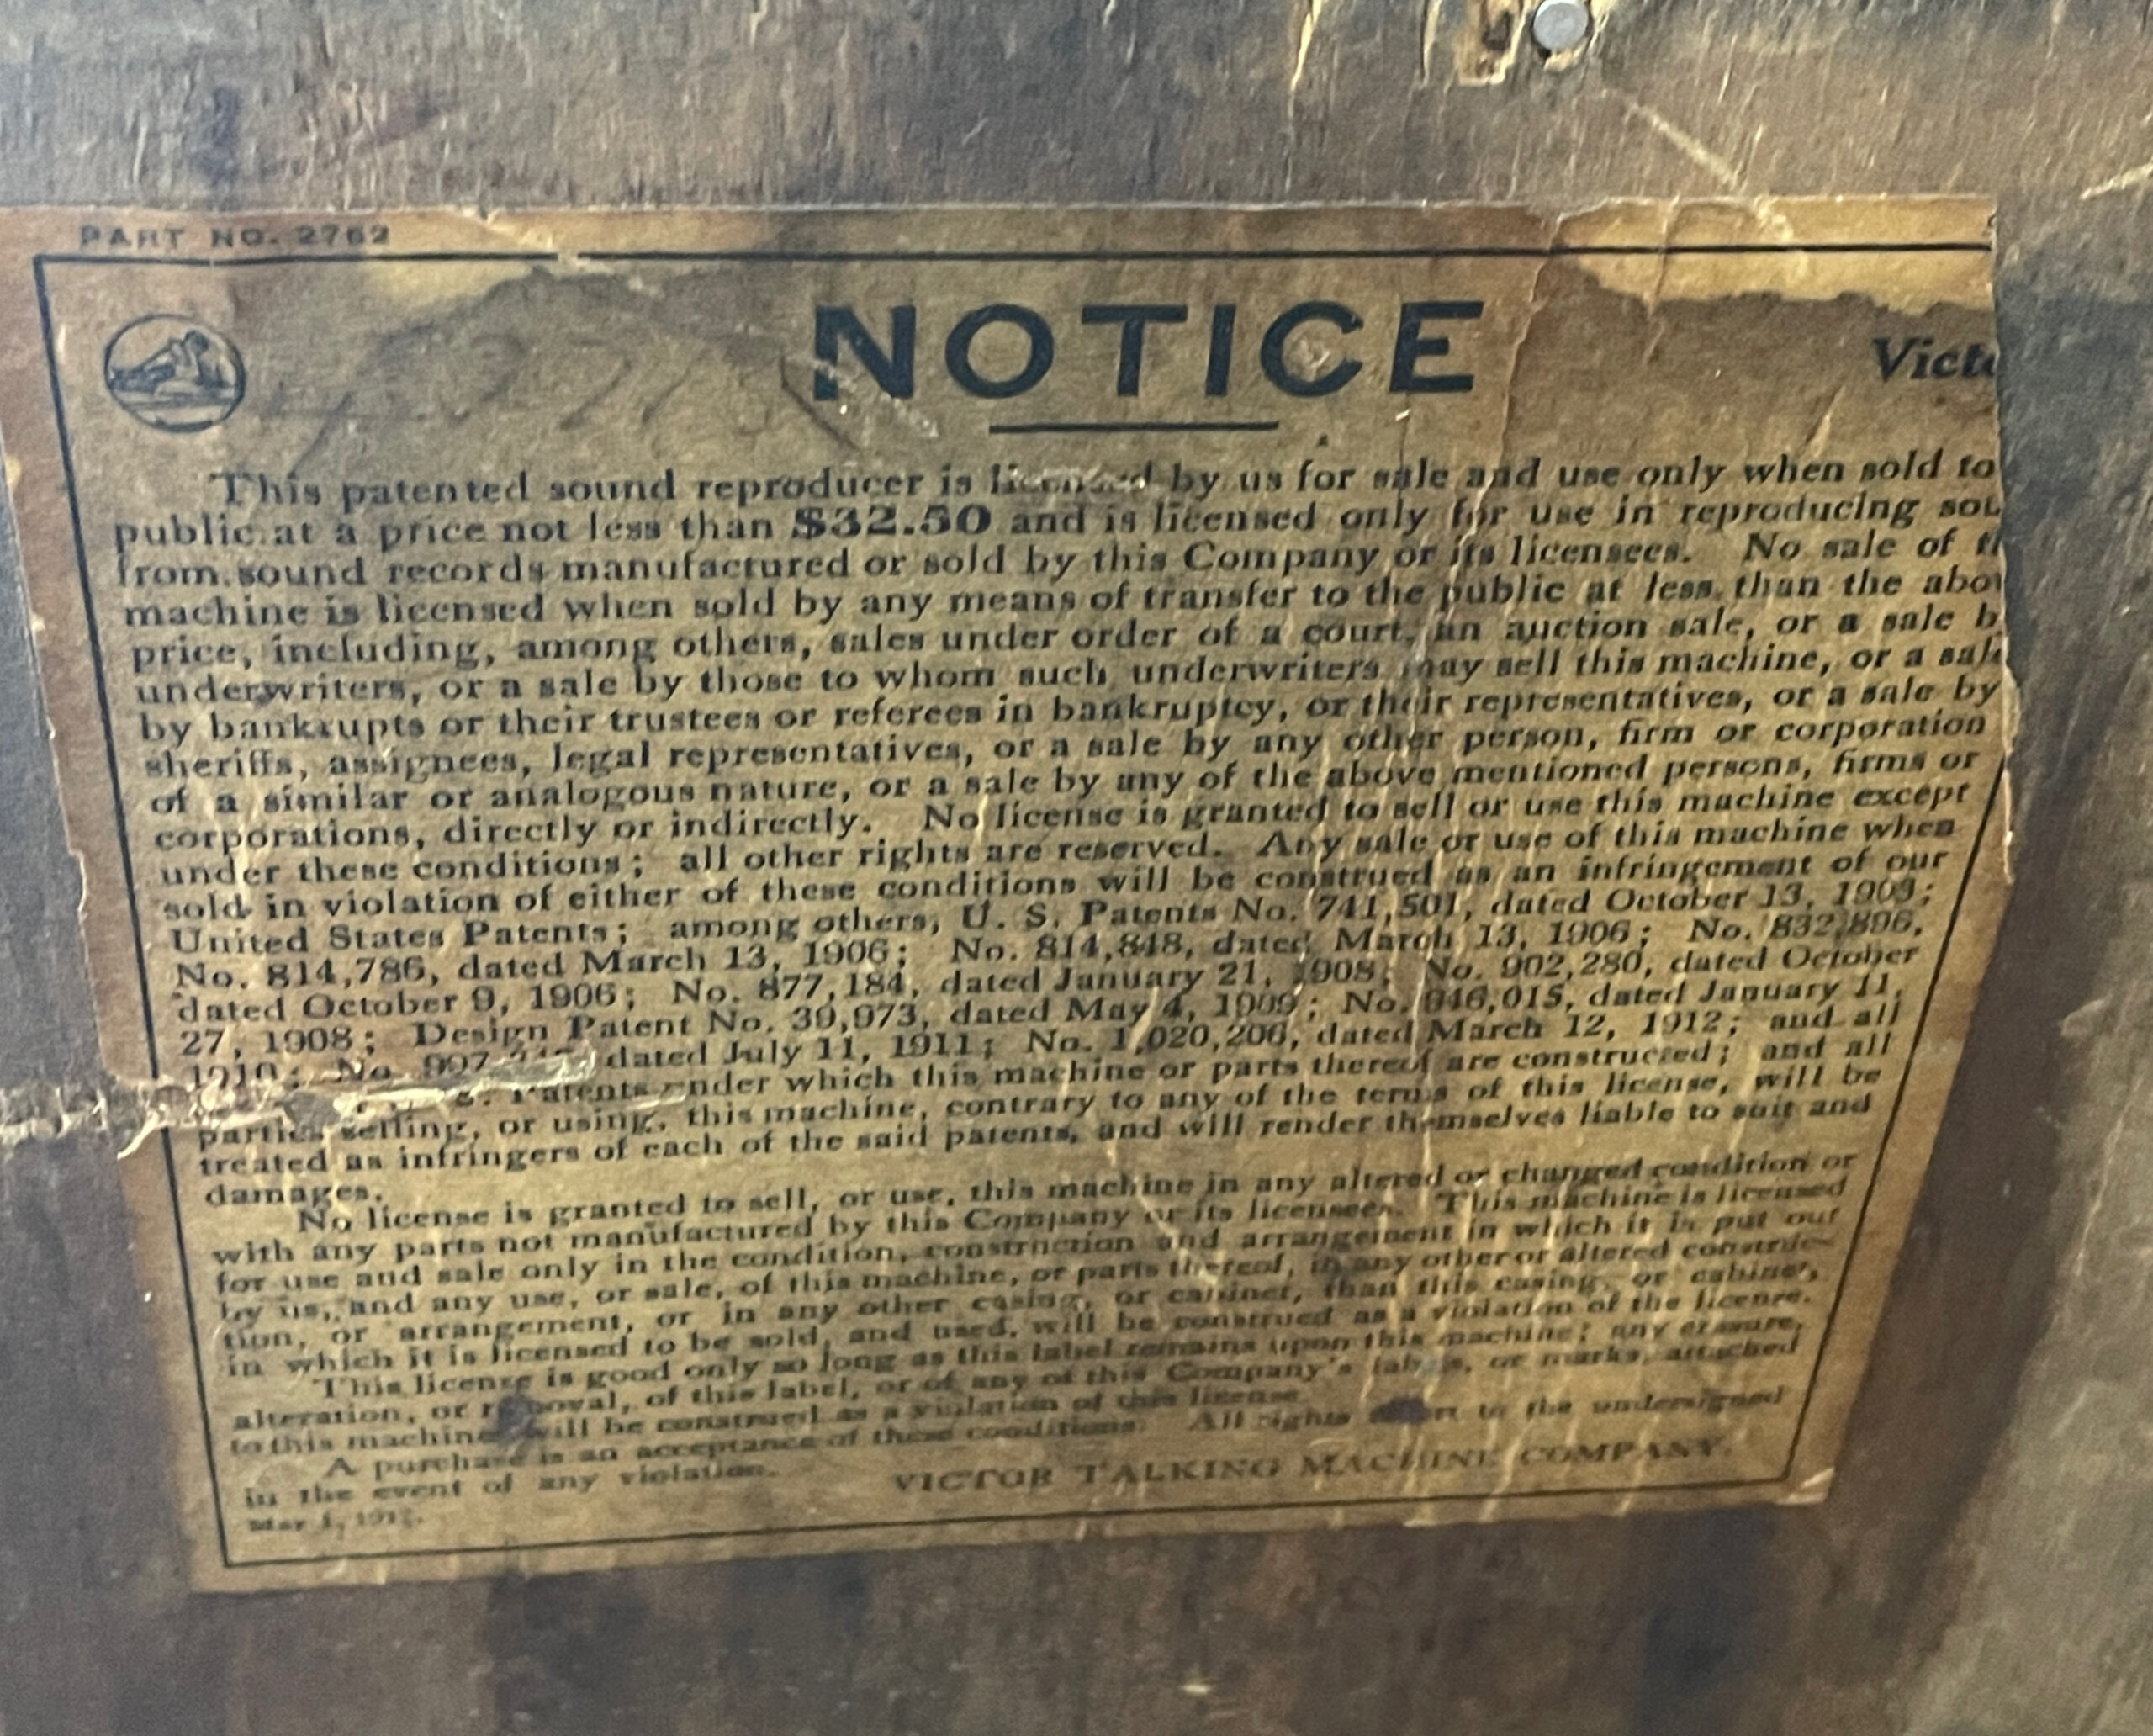 PART NO. 2762
NOTICE
Victo
This patented sound reproducer is licensed by us for sale and use only when sold to
public at a price not less than $32.50 and is licensed only for use in reproducing sou
from sound records manufactured or sold by this Company or its licensees. No sale of th
machine is licensed when sold by any means of transfer to the public at less than the abov
price, including, among others, sales under order of a court, an auction sale, or a sale b
underwriters, or a sale by those to whom such underwriters may sell this machine, or a sale
by bankrupts or their trustees or referees in bankruptcy, or their representatives, or a sale by
sheriffs, assignees, legal representatives, or a sale by any other person, firm or corporation
of a similar or analogous nature, or a sale by any of the above mentioned persons, firms or
corporations, directly or indirectly. No license is granted to sell or use this machine except
under these conditions; all other rights are reserved. Any sale or use of this machine when
sold in violation of either of these conditions will be construed as an infringement of our
United States Patents; among others, U. S. Patents No. 741,501, dated October 13, 1903;
No. 814,786, dated March 13, 1906; No. 814,848, dated March 13, 1906; No. 832,896,
dated October 9, 1906; No. 877,184, dated January 21, 1908; No. 902,280, dated October
27, 1908; Design Patent No. 39,973, dated May 4, 1909; No. 946,015, dated January 11,
1910; No. dated July 11, 1911; No. 1,020,206, dated March 12, 1912; and all
Patents under which this machine or parts thereof are constructed; and all
parties selling, or using, this machine, contrary to any of the terms of this license, will be
treated as infringers of each of the said patents, and will render themselves liable to suit and
damages.
No license is granted to sell, or use, this machine in any altered or changed condition or
with any parts not manufactured by this Company or its licensees. This machine is licensed
for use and sale only in the condition, construction and arrangement in which it is put out
by us, and any use, or sale, of this machine, or parts thereof, in any other or altered construc-
tion, or arrangement, or in any other casing, or cabinet, than this casing, or cabinet,
in which it is licensed to be sold, and used, will be construed as a violation of the license.
This license is good only so long as this label remains upon this machine; any erasure,
alteration, or removal, of this label, or of any of this Company's labels, or marks, attached
to this machine will be construed as a violation of this license
A purchase is an acceptance of these conditions. All rights revert to the undersigned
in the event of any violation.
VICTOR TALKING MACHINE COMPANY.
May 1,